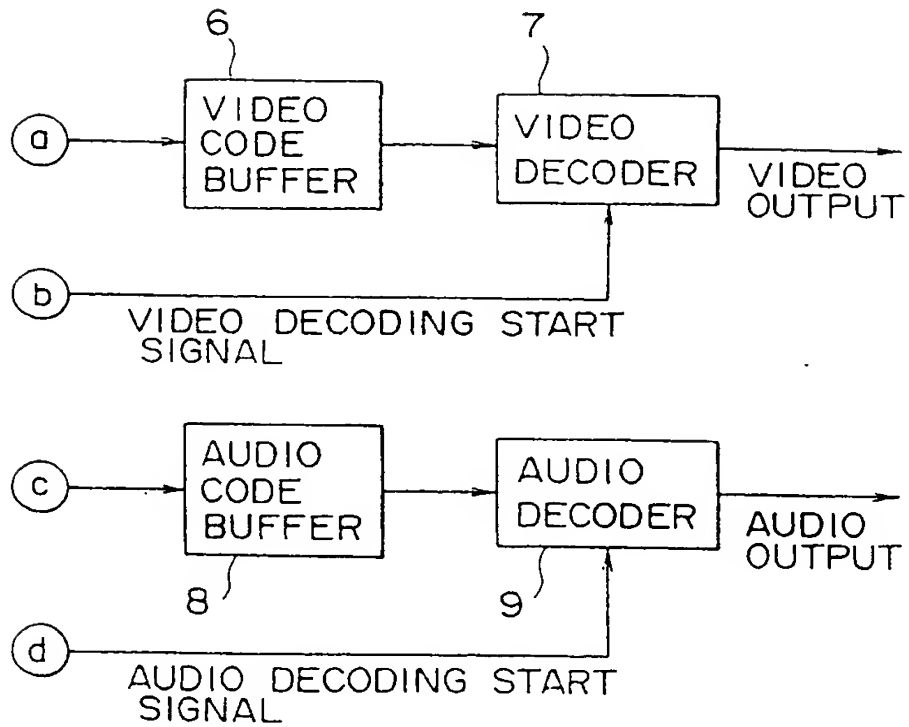 6
7
a
VIDEO
CODE
BUFFER
VIDEO
DECODER
VIDEO
OUTPUT
b
VIDEO DECODING START
SIGNAL
c
AUDIO
CODE
BUFFER
AUDIO
DECODER
AUDIO
OUTPUT
8
9
d
AUDIO DECODING START
SIGNAL